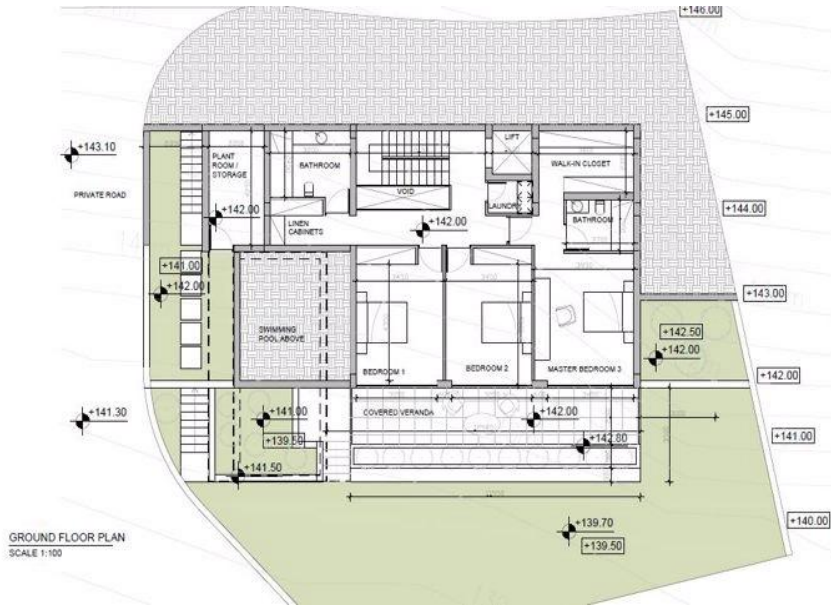 +146.00
+145.00
+143.10
PRIVATE ROAD
PLANT
ROOM /
STORAGE
BATHROOM
LIFT
WALK-IN CLOSET
VOID
LAUNDRY
LINEN
CABINETS
BATHROOM
+142.00
+142.00
+144.00
+141.00
+142.00
+143.00
SWIMMING
POOL ABOVE
+142.50
+142.00
BEDROOM 1
BEDROOM 2
MASTER BEDROOM 3
+142.00
+141.30
+141.00
COVERED VERANDA
+142.00
+139.50
+142.80
+141.00
+141.50
+139.70
+139.50
+140.00
GROUND FLOOR PLAN
SCALE 1:100